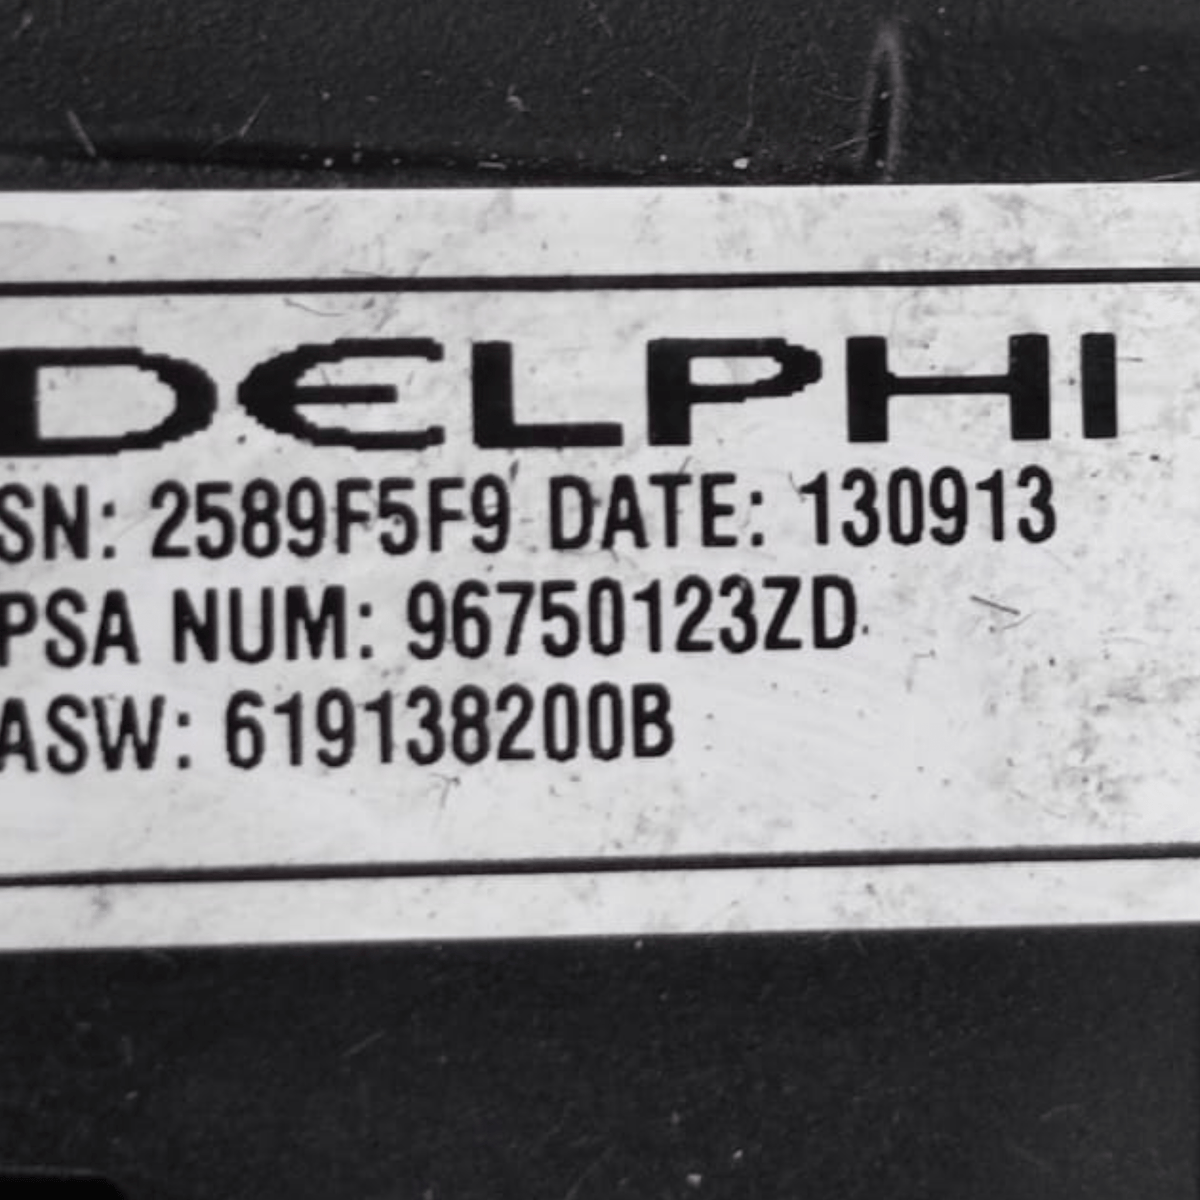 DELPHI
SN: 2589F5F9 DATE: 130913
PSA NUM: 96750123ZD
ASW: 619138200B